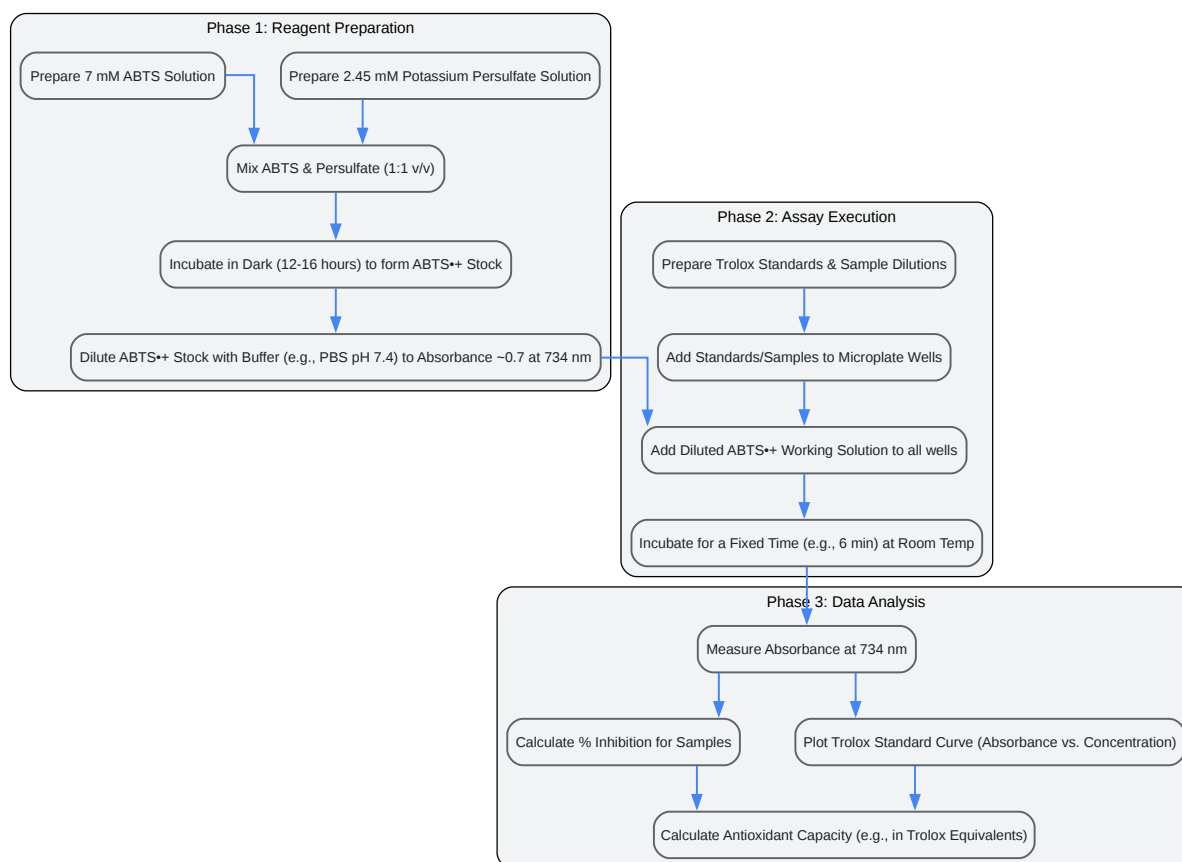 Phase 1: Reagent Preparation
Prepare 7 mM ABTS Solution
Prepare 2.45 mM Potassium Persulfate Solution
Mix ABTS & Persulfate (1:1 v/v)
Incubate in Dark (12-16 hours) to form ABTS•+ Stock
Dilute ABTS•+ Stock with Buffer (e.g., PBS pH 7.4) to Absorbance ~0.7 at 734 nm
Phase 2: Assay Execution
Prepare Trolox Standards & Sample Dilutions
Add Standards/Samples to Microplate Wells
Add Diluted ABTS•+ Working Solution to all wells
Incubate for a Fixed Time (e.g., 6 min) at Room Temp
Phase 3: Data Analysis
Measure Absorbance at 734 nm
Calculate % Inhibition for Samples
Plot Trolox Standard Curve (Absorbance vs. Concentration)
Calculate Antioxidant Capacity (e.g., in Trolox Equivalents)